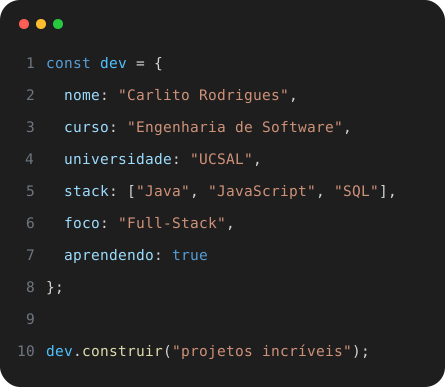 1 const dev = {
2   nome: "Carlito Rodrigues",
3   curso: "Engenharia de Software",
4   universidade: "UCSAL",
5   stack: ["Java", "JavaScript", "SQL"],
6   foco: "Full-Stack",
7   aprendendo: true
8 };
9
10 dev.construir("projetos incríveis");